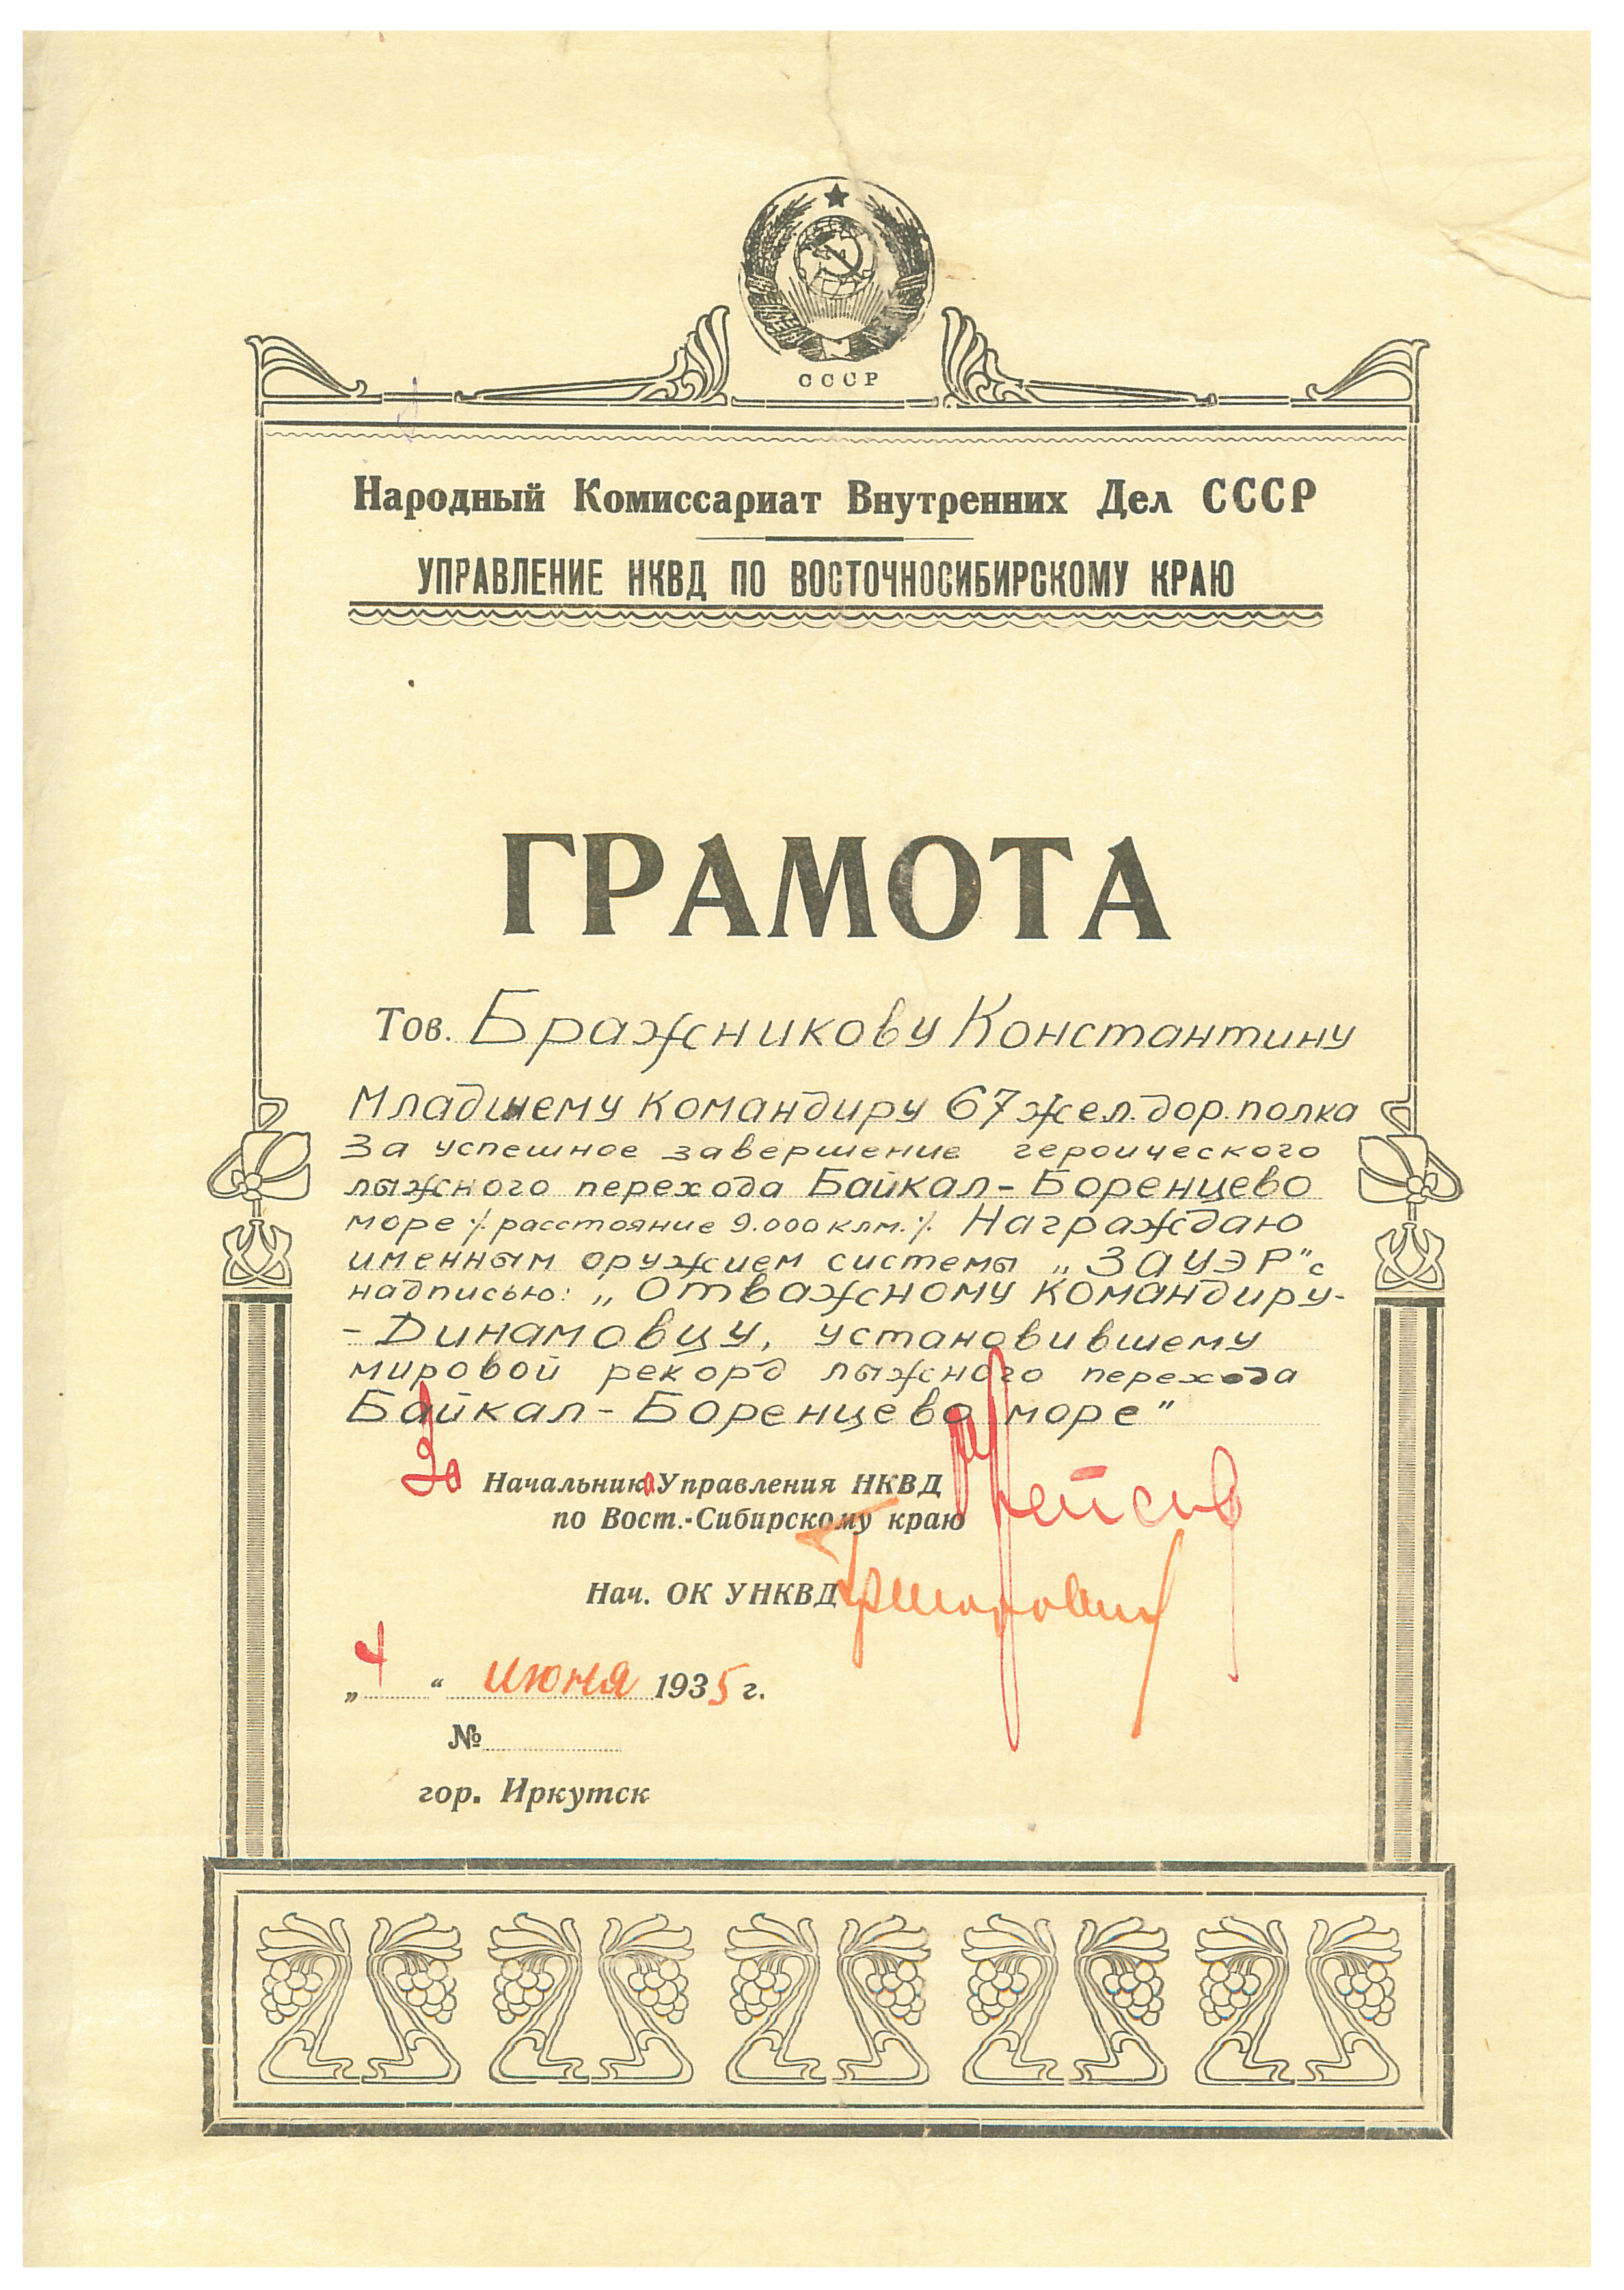 СССР
Народный Комиссариат Внутренних Дел СССР
УПРАВЛЕНИЕ НКВД ПО ВОСТОЧНОСИБИРСКОМУ КРАЮ
ГРАМОТА
Тов. Бражникову Константину
Младшему командиру 67 жел. дор. полка
За успешное завершение героического
лыжного перехода Байкал-Боренцево
море ./. расстояние 9.000 клм. ./. Награждаю
именным оружием системы „ЗАУЭР" с
надписью: „Отважному командиру-
-Динамовцу, установившему
мировой рекорд лыжного перехода
Байкал-Боренцево море"
За Начальника Управления НКВД
по Вост.-Сибирскому краю
Нач. ОК УНКВД
„4" июня 1935 г.
№
гор. Иркутск